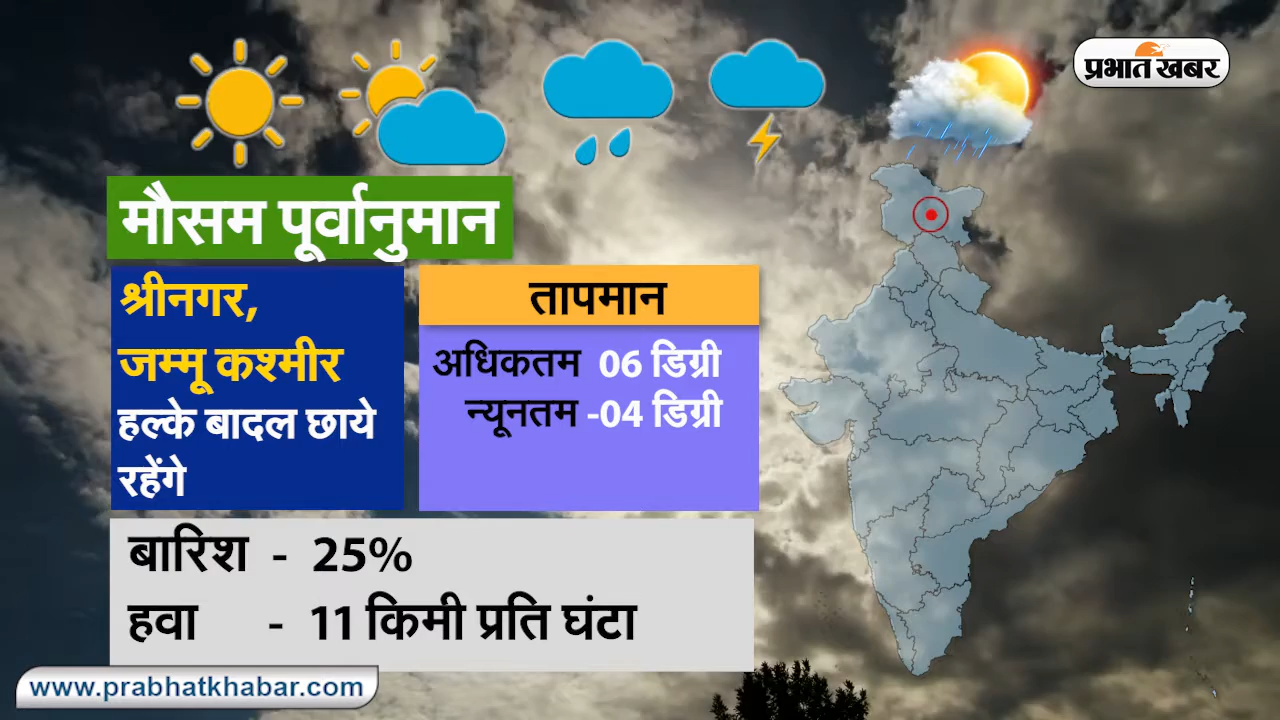 प्रभात खबर
मौसम पूर्वानुमान
श्रीनगर,
जम्मू कश्मीर
हल्के बादल छाये
रहेंगे
तापमान
अधिकतम 06 डिग्री
न्यूनतम -04 डिग्री
बारिश - 25%
हवा - 11 किमी प्रति घंटा
www.prabhatkhabar.com